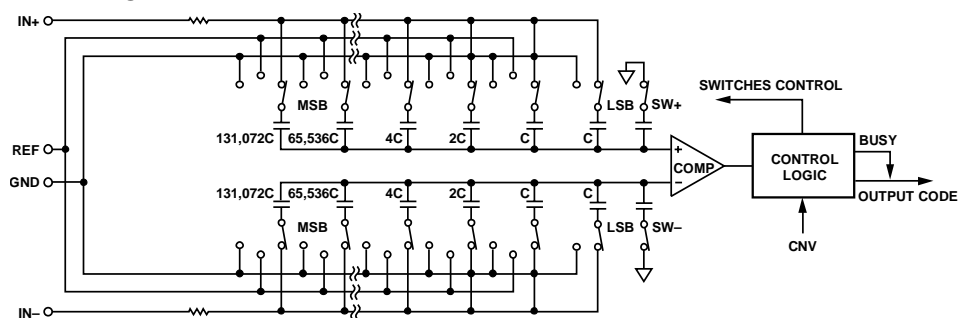 IN+
SWITCHES CONTROL
MSB
LSB
SW+
131,072C
65,536C
4C
2C
C
C
BUSY
REF
+
COMP
CONTROL
LOGIC
GND
–
OUTPUT CODE
131,072C
65,536C
4C
2C
C
C
MSB
LSB
SW–
CNV
IN–